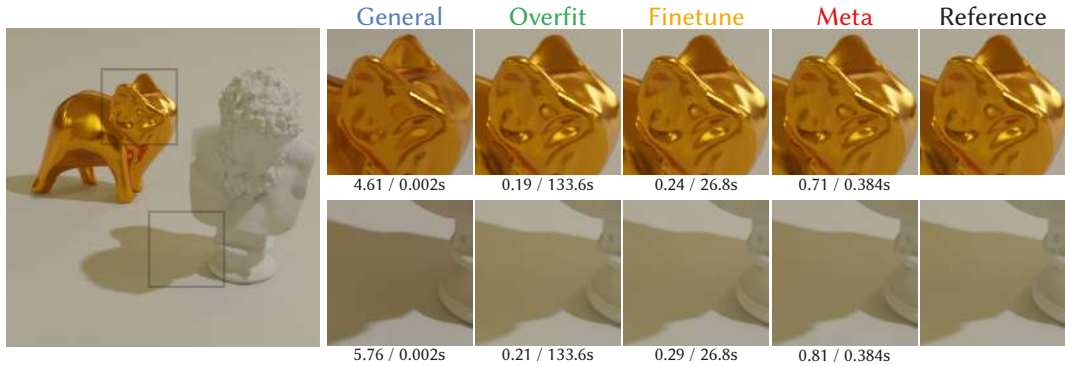 General Overfit Finetune Meta Reference
4.61 / 0.002s 0.19 / 133.6s 0.24 / 26.8s 0.71 / 0.384s
5.76 / 0.002s 0.21 / 133.6s 0.29 / 26.8s 0.81 / 0.384s